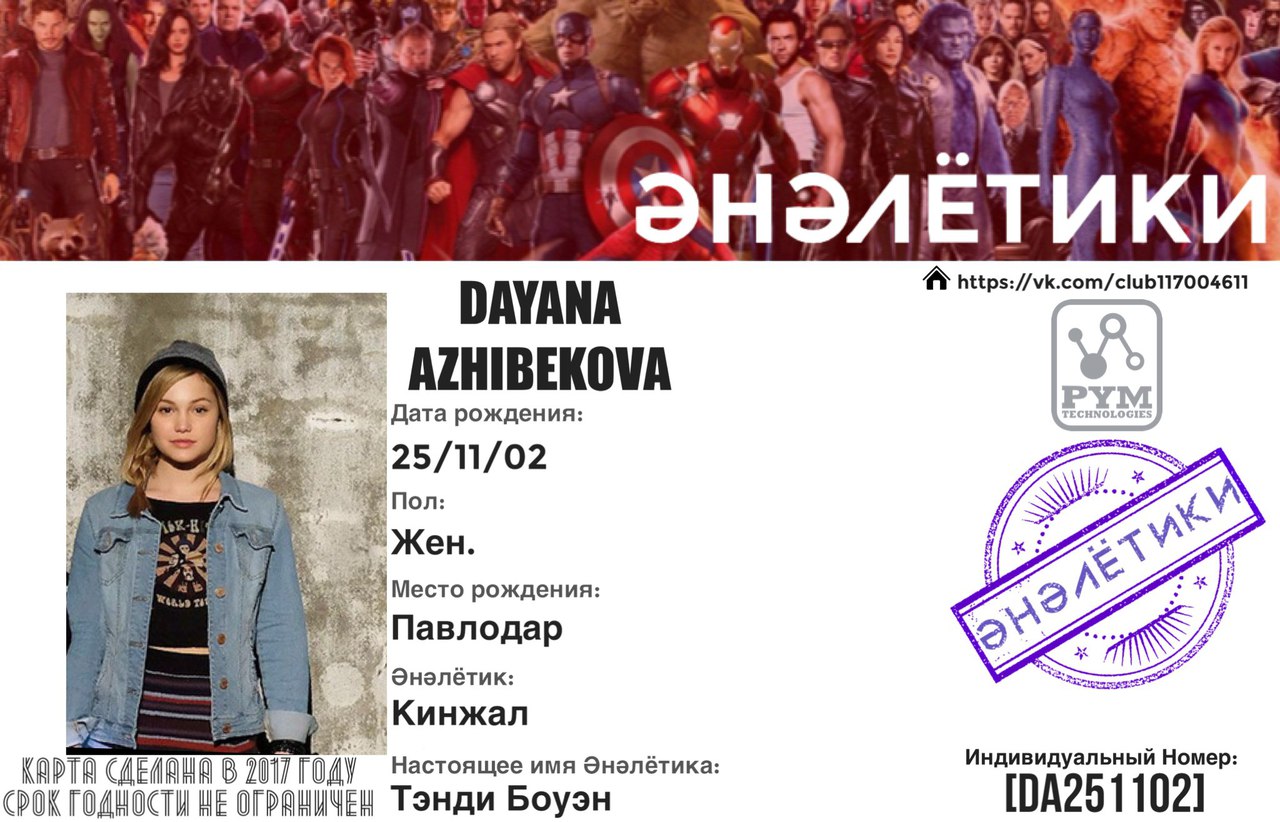 ӘНӘЛЁТИКИ
https://vk.com/club117004611
DAYANA
AZHIBEKOVA
Дата рождения:
25/11/02
Пол:
Жен.
Место рождения:
Павлодар
Әнәлётик:
Кинжал
Настоящее имя Әнәлётика:
Тэнди Боуэн
КАРТА СДЕЛАНА В 2017 ГОДУ
СРОК ГОДНОСТИ НЕ ОГРАНИЧЕН
PYM
TECHNOLOGIES
ӘНӘЛЁТИКИ
Индивидуальный Номер:
[DA251102]
WORLD